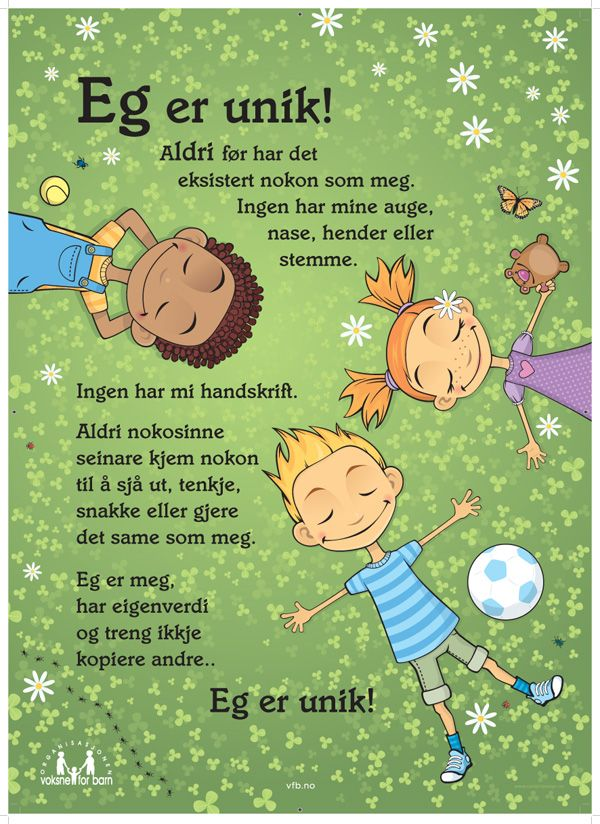 Eg er unik!
Aldri før har det
eksistert nokon som meg.
Ingen har mine auge,
nase, hender eller
stemme.
Ingen har mi handskrift.
Aldri nokosinne
seinare kjem nokon
til å sjå ut, tenkje,
snakke eller gjere
det same som meg.
Eg er meg,
har eigenverdi
og treng ikkje
kopiere andre..
Eg er unik!
ORGANISASJONEN
voksne for barn
vfb.no